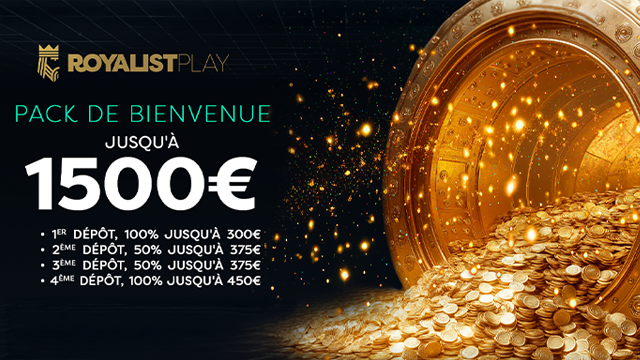 ROYALISTPLAY
PACK DE BIENVENUE
JUSQU'À
1500€
• 1ER DÉPÔT, 100% JUSQU'À 300€
• 2ÈME DÉPÔT, 50% JUSQU'À 375€
• 3ÈME DÉPÔT, 50% JUSQU'À 375€
• 4ÈME DÉPÔT, 100% JUSQU'À 450€